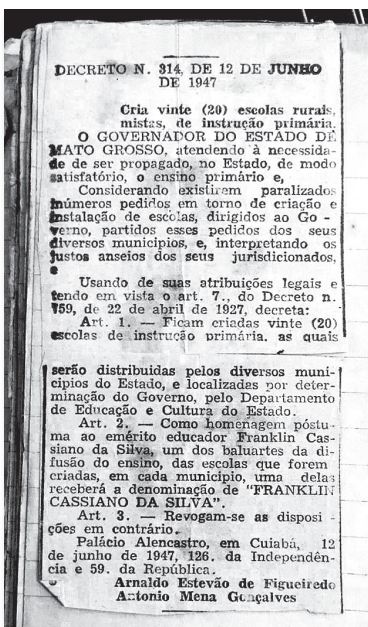 DECRETO N. 314, DE 12 DE JUNHO
DE 1947
Cria vinte (20) escolas rurais,
mistas, de instrução primária.
O GOVERNADOR DO ESTADO DE
MATO GROSSO, atendendo à necessida-
de de ser propagado, no Estado, de modo
satisfatório, o ensino primário e,
Considerando existirem paralizados
inúmeros pedidos em torno de criação e
instalação de escolas, dirigidos ao Go -
verno, partidos esses pedidos dos seus
diversos municipios, e, interpretando os
justos anseios dos seus jurisdicionados,
e
Usando de suas atribuições legais e
tendo em vista o art. 7., do Decreto n.
759, de 22 de abril de 1927, decreta:
Art. 1. — Ficam criadas vinte (20)
escolas de instrução primária, as quais
serão distribuidas pelos diversos muni-
cipios do Estado, e localizadas por deter-
minação do Governo, pelo Departamento
de Educação e Cultura do Estado.
Art. 2. — Como homenagem póstu-
ma ao emérito educador Franklin Cas-
siano da Silva, um dos baluartes da di-
fusão do ensino, das escolas que forem
criadas, em cada municipio, uma delas
receberá a denominação de "FRANKLIN
CASSIANO DA SILVA".
Art. 3. — Revogam-se as disposi -
ções em contrário.
Palácio Alencastro, em Cuiabá, 12
de junho de 1947, 126. da Independên-
cia e 59. da República.
Arnaldo Estevão de Figueiredo
Antonio Mena Gonçalves